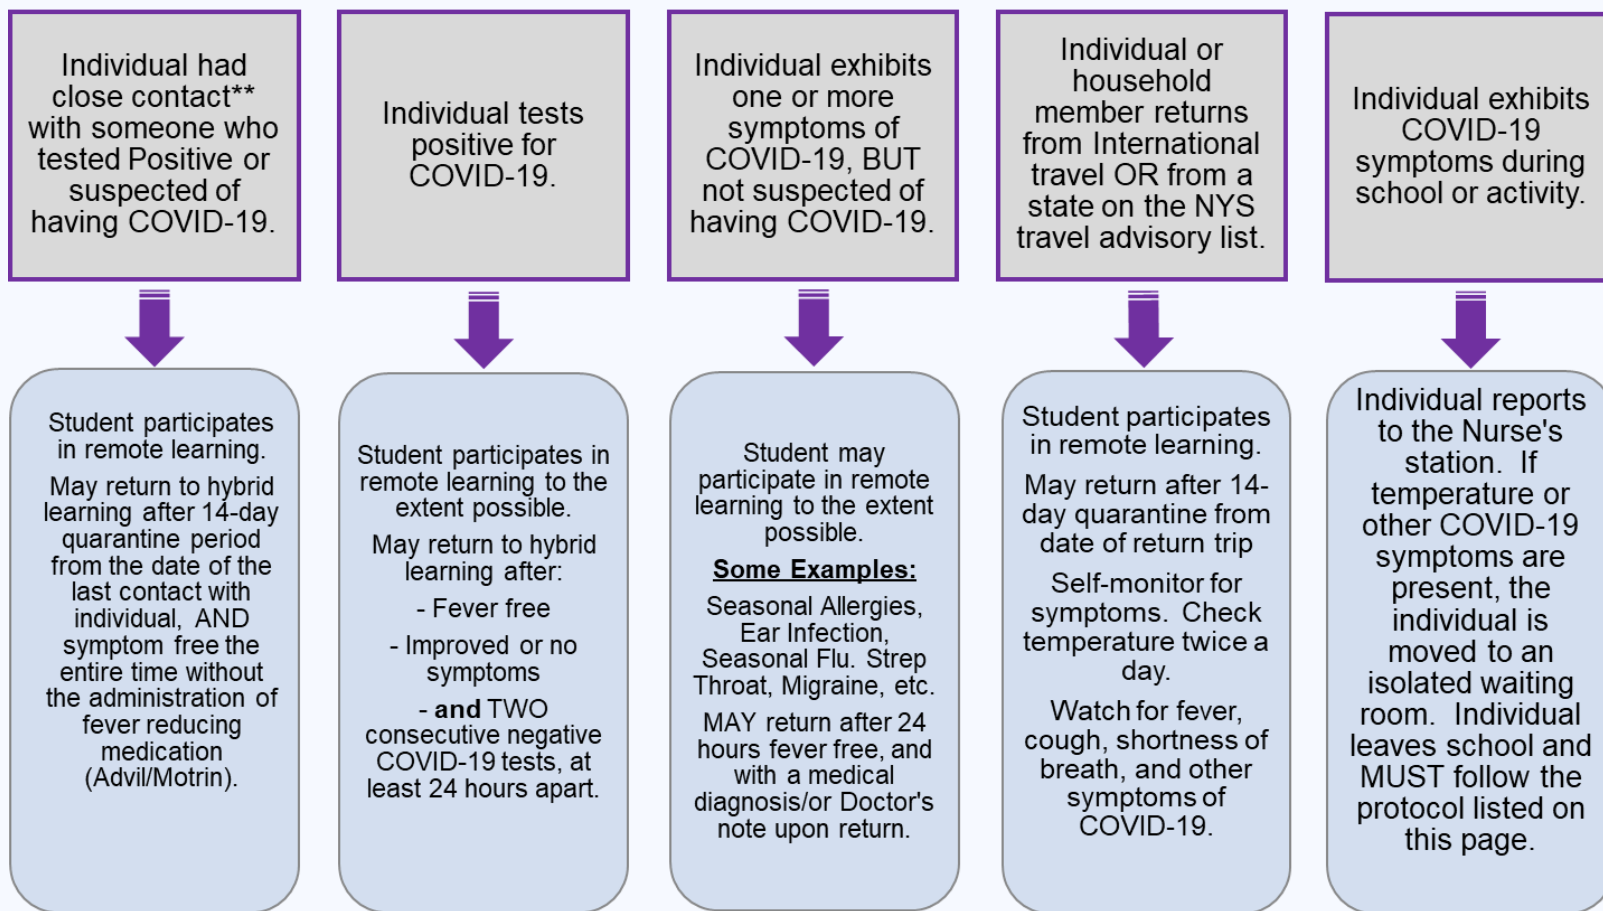 Individual had
close contact**
with someone who
tested Positive or
suspected of
having COVID-19.
Individual tests
positive for
COVID-19.
Individual exhibits
one or more
symptoms of
COVID-19, BUT
not suspected of
having COVID-19.
Individual or
household
member returns
from International
travel OR from a
state on the NYS
travel advisory list.
Individual exhibits
COVID-19
symptoms during
school or activity.
Student participates
in remote learning.
May return to hybrid
learning after 14-day
quarantine period
from the date of the
last contact with
individual, AND
symptom free the
entire time without
the administration of
fever reducing
medication
(Advil/Motrin).
Student participates in
remote learning to the
extent possible.
May return to hybrid
learning after:
- Fever free
- Improved or no
symptoms
- and TWO
consecutive negative
COVID-19 tests, at
least 24 hours apart.
Student may
participate in remote
learning to the extent
possible.
Some Examples:
Seasonal Allergies,
Ear Infection,
Seasonal Flu. Strep
Throat, Migraine, etc.
MAY return after 24
hours fever free, and
with a medical
diagnosis/or Doctor's
note upon return.
Student participates
in remote learning.
May return after 14-
day quarantine from
date of return trip
Self-monitor for
symptoms. Check
temperature twice a
day.
Watch for fever,
cough, shortness of
breath, and other
symptoms of
COVID-19.
Individual reports
to the Nurse's
station. If
temperature or
other COVID-19
symptoms are
present, the
individual is
moved to an
isolated waiting
room. Individual
leaves school and
MUST follow the
protocol listed on
this page.